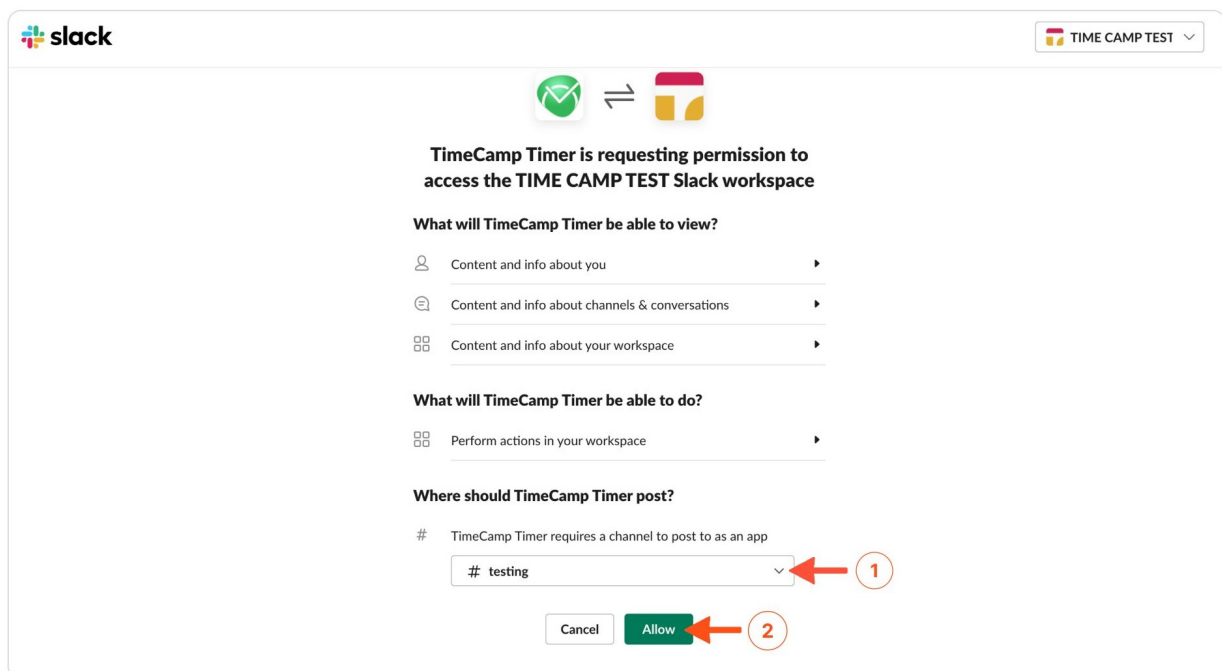 slack
TIME CAMP TEST
TimeCamp Timer is requesting permission to
access the TIME CAMP TEST Slack workspace
What will TimeCamp Timer be able to view?
Content and info about you
Content and info about channels & conversations
Content and info about your workspace
What will TimeCamp Timer be able to do?
Perform actions in your workspace
Where should TimeCamp Timer post?
# TimeCamp Timer requires a channel to post to as an app
# testing
1
Cancel Allow
2